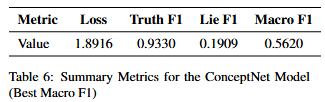 Metric Loss Truth F1 Lie F1 Macro F1
Value 1.8916 0.9330 0.1909 0.5620
Table 6: Summary Metrics for the ConceptNet Model
(Best Macro F1)